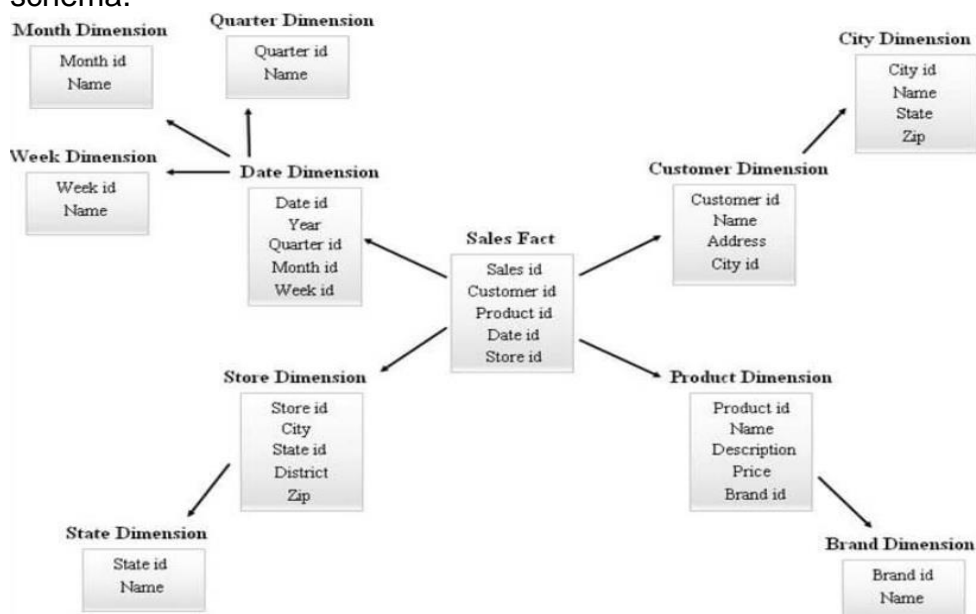 schema.
Month Dimension
Month id
Name
Quarter Dimension
Quarter id
Name
City Dimension
City id
Name
State
Zip
Week Dimension
Week id
Name
Date Dimension
Date id
Year
Quarter id
Month id
Week id
Customer Dimension
Customer id
Name
Address
City id
Sales Fact
Sales id
Customer id
Product id
Date id
Store id
Store Dimension
Store id
City
State id
District
Zip
Product Dimension
Product id
Name
Description
Price
Brand id
State Dimension
State id
Name
Brand Dimension
Brand id
Name